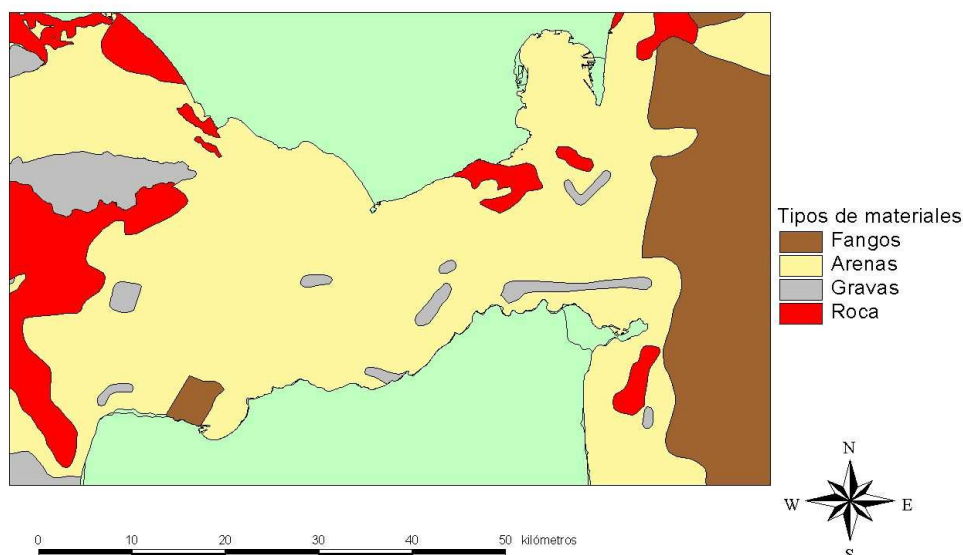 Tipos de materiales
Fangos
Arenas
Gravas
Roca
N
W E
S
0 10 20 30 40 50 kilómetros